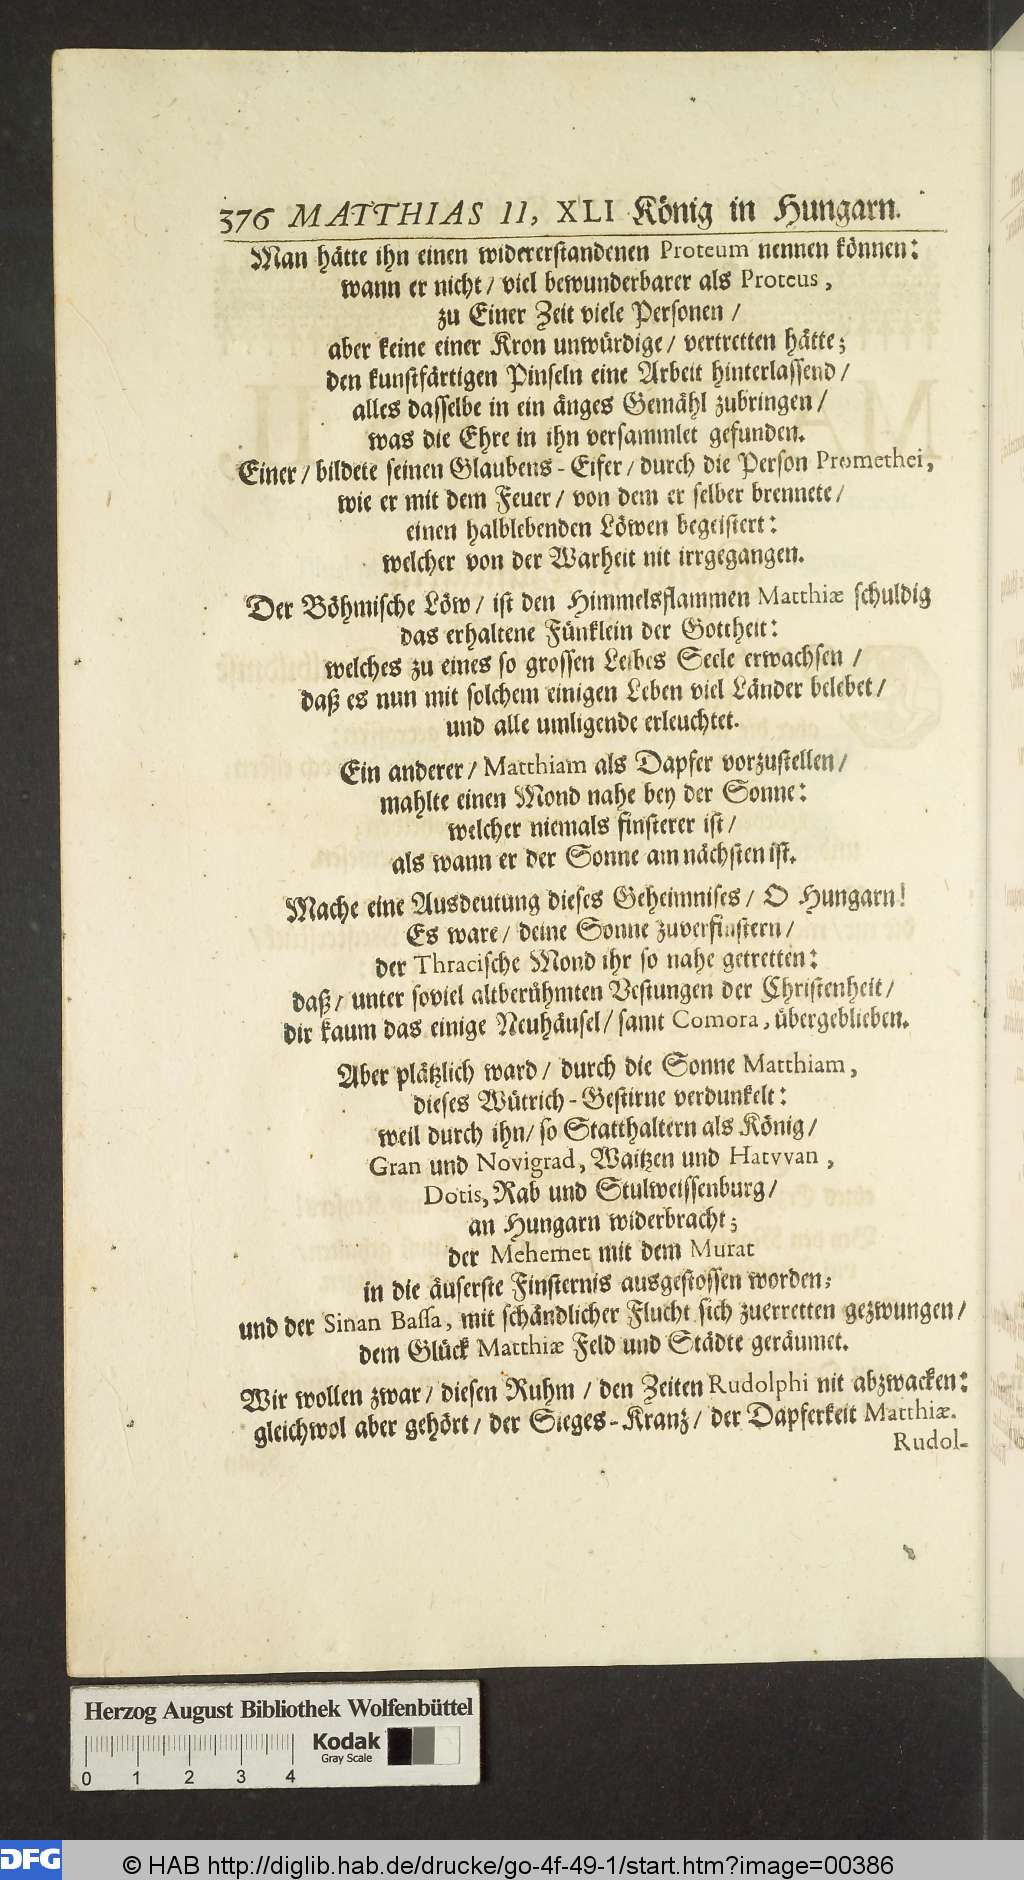 376 MATTHIAS II, XLI König in Hungarn.
Man hätte ihn einen widererstandenen Proteum nennen können:
wann er nicht / viel bewunderbarer als Proteus,
zu Einer Zeit viele Personen /
aber keine einer Kron unwürdige / vertretten hätte;
den kunstfärtigen Pinseln eine Arbeit hinterlassend /
alles dasselbe in ein änges Gemähl zubringen /
was die Ehre in ihn versammlet gefunden.
Einer / bildete seinen Glaubens-Eifer / durch die Person Promethei,
wie er mit dem Feuer / von dem er selber brennete /
einen halblebenden Löwen begeistert:
welcher von der Warheit nit irrgegangen.
Der Böhmische Löw / ist den Himmelsflammen Matthiæ schuldig
das erhaltene Fünklein der Gottheit:
welches zu eines so grossen Leibes Seele erwachsen /
daß es nun mit solchem einigen Leben viel Länder belebet /
und alle umligende erleuchtet.
Ein anderer / Matthiam als Dapfer vorzustellen /
mahlte einen Mond nahe bey der Sonne:
welcher niemals finsterer ist /
als wann er der Sonne am nächsten ist.
Mache eine Ausdeutung dieses Geheimnises / O Hungarn!
Es ware / deine Sonne zuverfinstern /
der Thracische Mond ihr so nahe getretten:
daß / unter soviel altberühmten Vestungen der Christenheit /
dir kaum das einige Neuhäusel / samt Comora, übergeblieben.
Aber plätzlich ward / durch die Sonne Matthiam,
dieses Wütrich-Gestirne verdunkelt:
weil durch ihn / so Statthaltern als König /
Gran und Novigrad, Waitzen und Hatvvan,
Dotis, Rab und Stulweissenburg /
an Hungarn widerbracht;
der Mehemet mit dem Murat
in die äuserste Finsternis ausgestossen worden;
und der Sinan Bassa, mit schändlicher Flucht sich zuerretten gezwungen /
dem Glück Matthiæ Feld und Städte geräumet.
Wir wollen zwar / diesen Ruhm / den Zeiten Rudolphi nit abzwacken:
gleichwol aber gehört / der Sieges-Kranz / der Dapferkeit Matthiæ.
Rudol-
Herzog August Bibliothek Wolfenbüttel
Kodak
Gray Scale
0 1 2 3 4
DFG
© HAB http://diglib.hab.de/drucke/go-4f-49-1/start.htm?image=00386